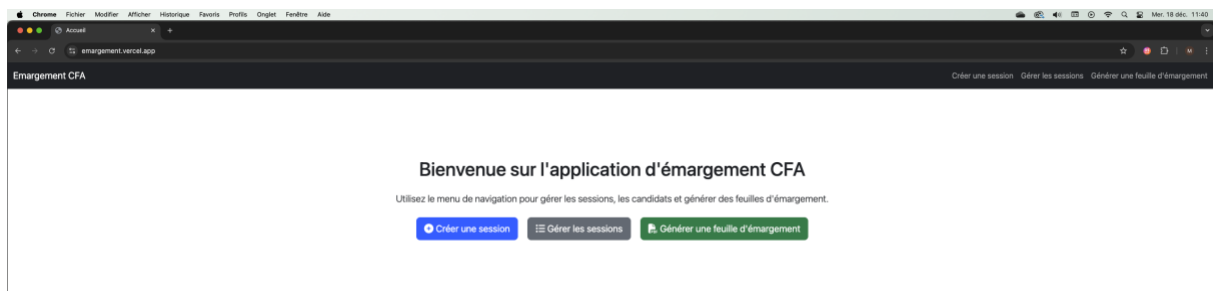 Chrome Fichier Modifier Afficher Historique Favoris Profils Onglet Fenêtre Aide Mer. 18 déc. 11:40
Accueil
emargement.vercel.app
Emargement CFA Créer une session Gérer les sessions Générer une feuille d'émargement
Bienvenue sur l'application d'émargement CFA
Utilisez le menu de navigation pour gérer les sessions, les candidats et générer des feuilles d'émargement.
Créer une session Gérer les sessions Générer une feuille d'émargement